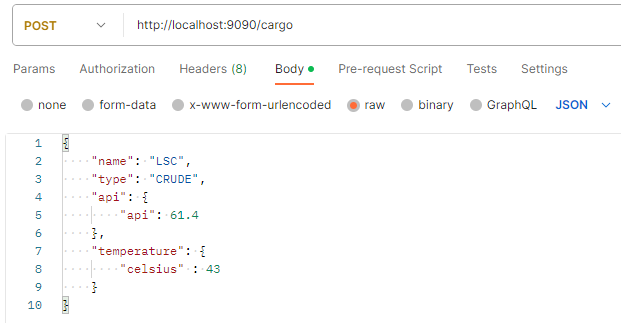 POST http://localhost:9090/cargo
Params Authorization Headers (8) Body Pre-request Script Tests Settings
none form-data x-www-form-urlencoded raw binary GraphQL JSON
1 {
2 "name": "LSC",
3 "type": "CRUDE",
4 "api": {
5 "api": 61.4
6 },
7 "temperature": {
8 "celsius" : 43
9 }
10 }